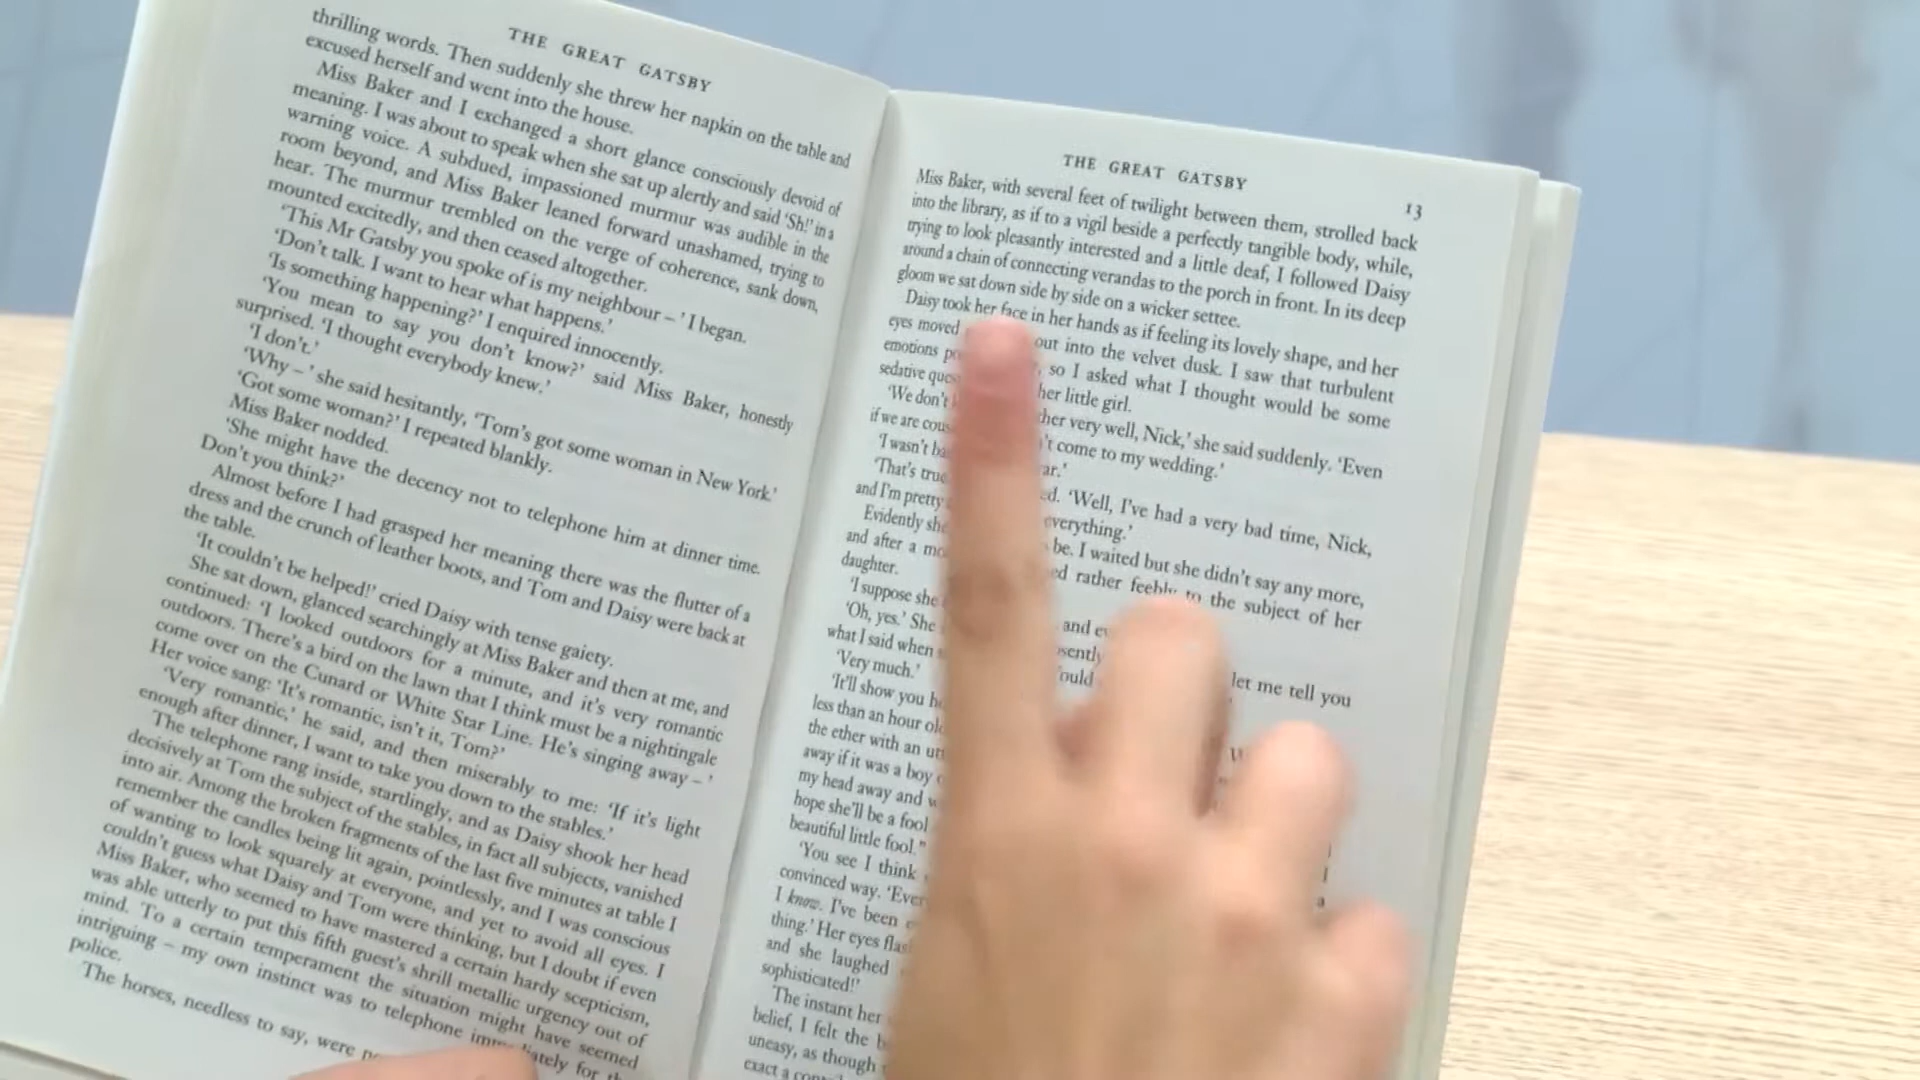 THE GREAT GATSBY
thrilling words. Then suddenly she threw her napkin on the table and
excused herself and went into the house.
Miss Baker and I exchanged a short glance consciously devoid of
meaning. I was about to speak when she sat up alertly and said 'Sh!' in a
warning voice. A subdued, impassioned murmur was audible in the
room beyond, and Miss Baker leaned forward unashamed, trying to
hear. The murmur trembled on the verge of coherence, sank down,
mounted excitedly, and then ceased altogether.
'This Mr Gatsby you spoke of is my neighbour – ' I began.
'Don't talk. I want to hear what happens.'
'Is something happening?' I enquired innocently.
'You mean to say you don't know?' said Miss Baker, honestly
surprised. 'I thought everybody knew.'
'I don't.'
'Why – ' she said hesitantly, 'Tom's got some woman in New York.'
'Got some woman?' I repeated blankly.
Miss Baker nodded.
'She might have the decency not to telephone him at dinner time.
Don't you think?'
Almost before I had grasped her meaning there was the flutter of a
dress and the crunch of leather boots, and Tom and Daisy were back at
the table.
'It couldn't be helped!' cried Daisy with tense gaiety.
She sat down, glanced searchingly at Miss Baker and then at me, and
continued: 'I looked outdoors for a minute, and it's very romantic
outdoors. There's a bird on the lawn that I think must be a nightingale
come over on the Cunard or White Star Line. He's singing away – '
Her voice sang: 'It's romantic, isn't it, Tom?'
'Very romantic,' he said, and then miserably to me: 'If it's light
enough after dinner, I want to take you down to the stables.'
The telephone rang inside, startlingly, and as Daisy shook her head
decisively at Tom the subject of the stables, in fact all subjects, vanished
into air. Among the broken fragments of the last five minutes at table I
remember the candles being lit again, pointlessly, and I was conscious
of wanting to look squarely at everyone, and yet to avoid all eyes. I
couldn't guess what Daisy and Tom were thinking, but I doubt if even
Miss Baker, who seemed to have mastered a certain hardy scepticism,
was able utterly to put this fifth guest's shrill metallic urgency out of
mind. To a certain temperament the situation might have seemed
intriguing – my own instinct was to telephone for
police.
The horses, needless to say, were
THE GREAT GATSBY
13
Miss Baker, with several feet of twilight between them, strolled back
into the library, as if to a vigil beside a perfectly tangible body, while,
trying to look pleasantly interested and a little deaf, I followed Daisy
around a chain of connecting verandas to the porch in front. In its deep
gloom we sat down side by side on a wicker settee.
Daisy took her face in her hands as if feeling its lovely shape, and her
eyes moved out into the velvet dusk. I saw that turbulent
emotions so I asked what I thought would be some
sedative her little girl.
'We don't very well, Nick,' she said suddenly. 'Even
if we are come to my wedding.'
'I wasn't
'That's true. 'Well, I've had a very bad time, Nick,
and I'm pretty everything.'
Evidently she be. I waited but she didn't say any more,
and after a rather feebly to the subject of her
daughter.
'I suppose she and
'Oh, yes.' She let me tell you
what I said when
'Very much.'
'It'll show you
less than an hour
the ether with an
away if it was a boy
my head away and
hope she'll be a fool
beautiful little fool."
'You see I think
convinced way.
I know. I've been
thing.' Her eyes
and she laughed
sophisticated!'
The instant her
belief, I felt the
uneasy, as though
exact a